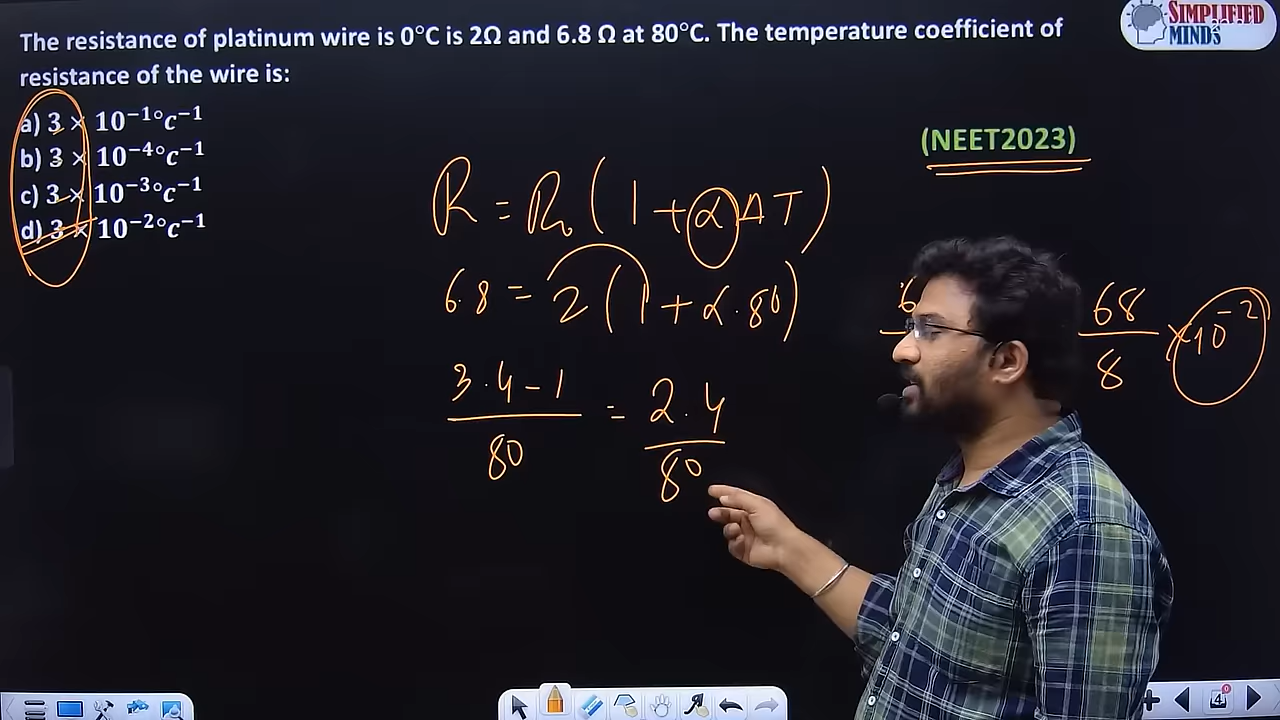 The resistance of platinum wire is 0°C is 2Ω and 6.8 Ω at 80°C. The temperature coefficient of
resistance of the wire is:
SIMPLIFIED
MINDS
a) 3 × 10⁻¹°c⁻¹
b) 3 × 10⁻⁴°c⁻¹
c) 3 × 10⁻³°c⁻¹
d) 3 × 10⁻²°c⁻¹
(NEET2023)
R = R₀ (1 + α ΔT)
6.8 = 2 (1 + α.80)
3.4 - 1 / 80 = 2.4 / 80
68 / 8 × 10⁻²
4